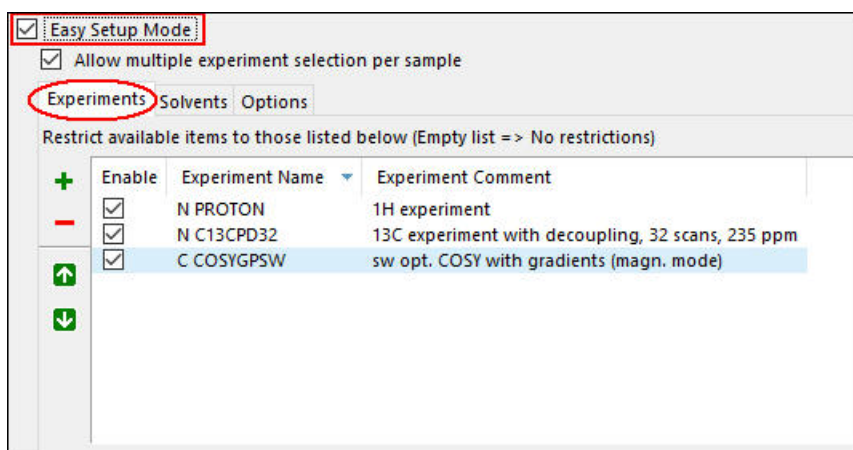 Easy Setup Mode
Allow multiple experiment selection per sample
Experiments Solvents Options
Restrict available items to those listed below (Empty list => No restrictions)
Enable Experiment Name Experiment Comment
N PROTON 1H experiment
N C13CPD32 13C experiment with decoupling, 32 scans, 235 ppm
C COSYGPSW sw opt. COSY with gradients (magn. mode)